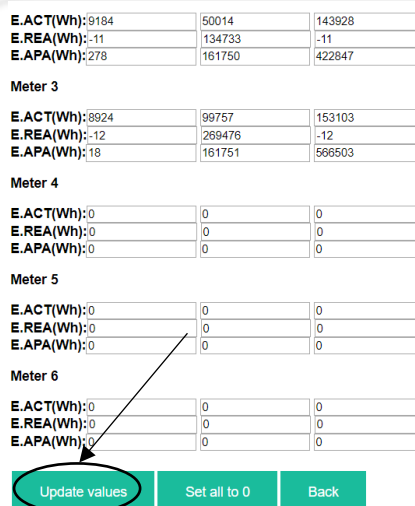 E.ACT(Wh): 9184 50014 143928
E.REA(Wh): -11 134733 -11
E.APA(Wh): 278 161750 422847
Meter 3
E.ACT(Wh): 8924 99757 153103
E.REA(Wh): -12 269476 -12
E.APA(Wh): 18 161751 566503
Meter 4
E.ACT(Wh): 0 0 0
E.REA(Wh): 0 0 0
E.APA(Wh): 0 0 0
Meter 5
E.ACT(Wh): 0 0 0
E.REA(Wh): 0 0 0
E.APA(Wh): 0 0 0
Meter 6
E.ACT(Wh): 0 0 0
E.REA(Wh): 0 0 0
E.APA(Wh): 0 0 0
Update values Set all to 0 Back